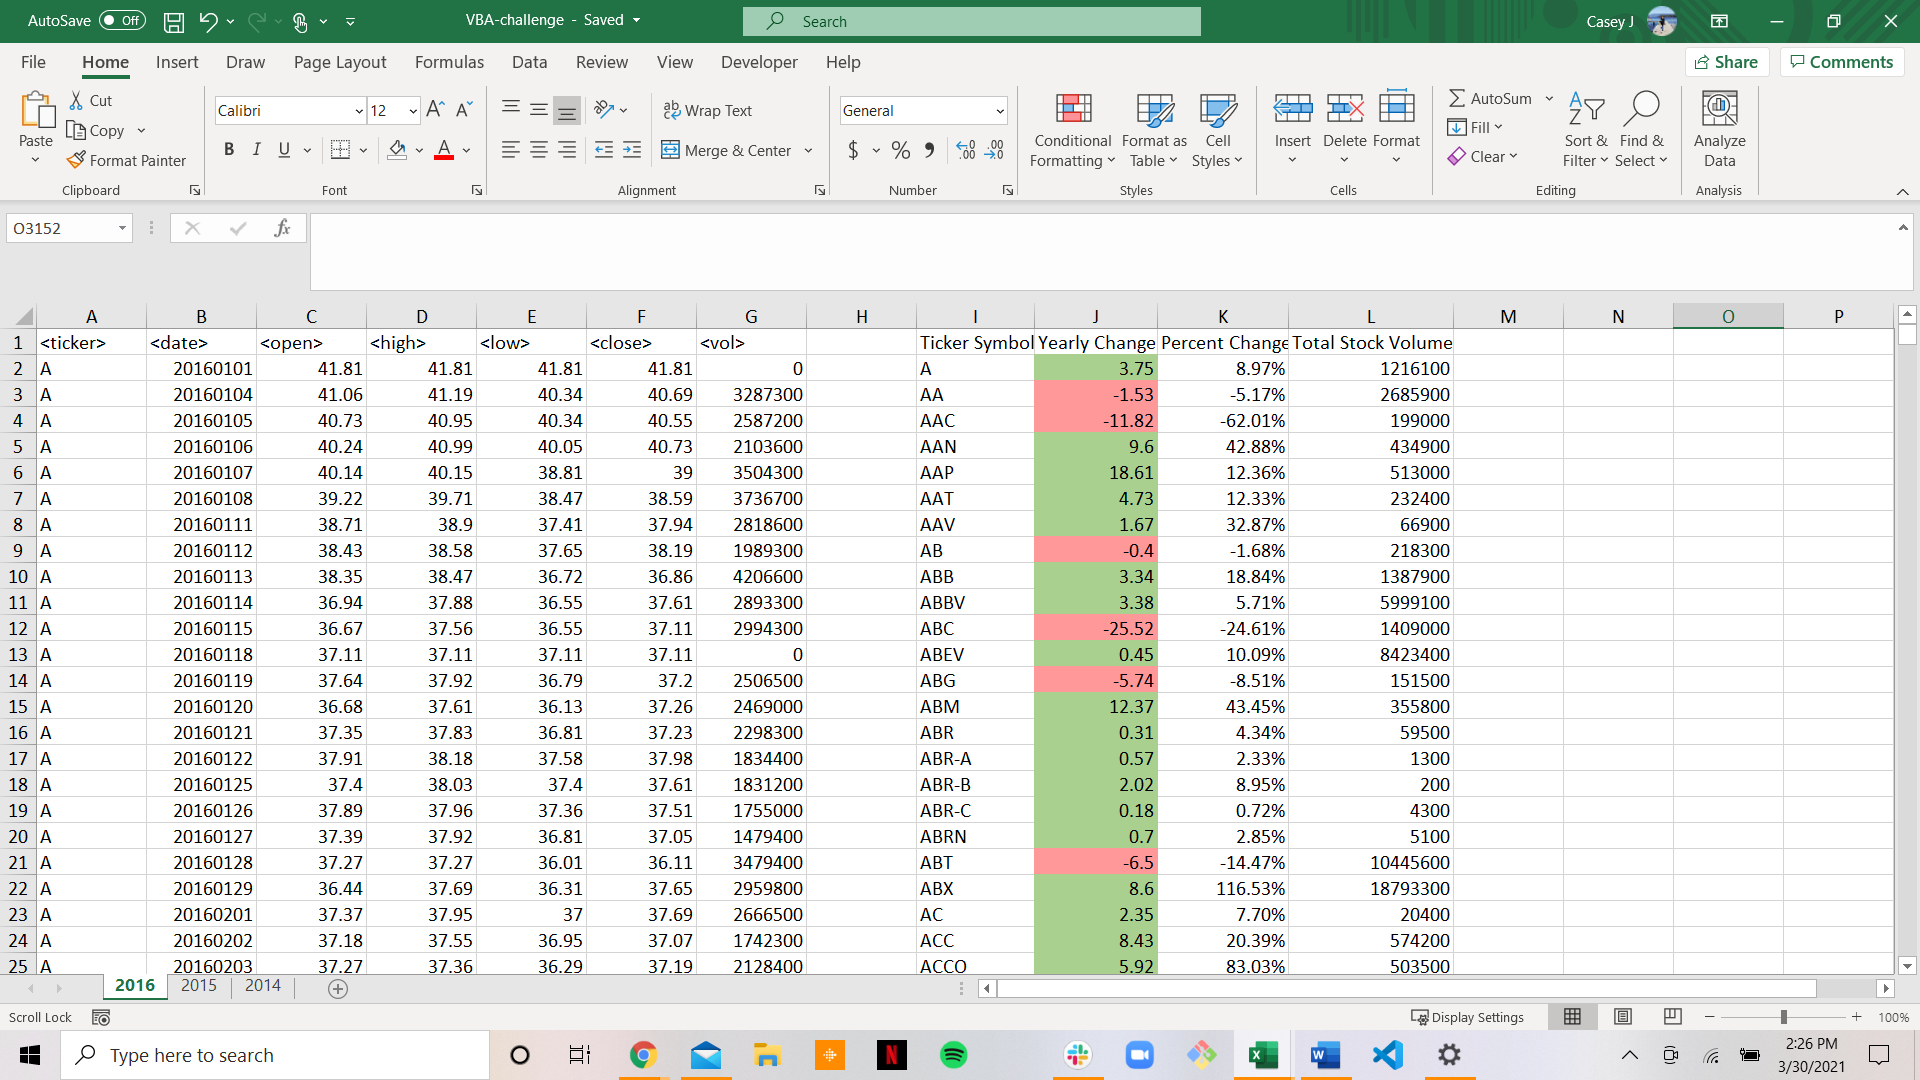 AutoSave Off VBA-challenge - Saved Search Casey J
File Home Insert Draw Page Layout Formulas Data Review View Developer Help Share Comments
Paste Cut Copy Format Painter Clipboard
Calibri 12 B I U A Font
Wrap Text Merge & Center Alignment
General $ % Number
Conditional Formatting Format as Table Cell Styles Styles
Insert Delete Format Cells
AutoSum Fill Clear Sort & Filter Find & Select Editing
Analyze Data Analysis
O3152 fx
A B C D E F G H I J K L M N O P
1 <ticker> <date> <open> <high> <low> <close> <vol> Ticker Symbol Yearly Change Percent Change Total Stock Volume
2 A 20160101 41.81 41.81 41.81 41.81 0 A 3.75 8.97% 1216100
3 A 20160104 41.06 41.19 40.34 40.69 3287300 AA -1.53 -5.17% 2685900
4 A 20160105 40.73 40.95 40.34 40.55 2587200 AAC -11.82 -62.01% 199000
5 A 20160106 40.24 40.99 40.05 40.73 2103600 AAN 9.6 42.88% 434900
6 A 20160107 40.14 40.15 38.81 39 3504300 AAP 18.61 12.36% 513000
7 A 20160108 39.22 39.71 38.47 38.59 3736700 AAT 4.73 12.33% 232400
8 A 20160111 38.71 38.9 37.41 37.94 2818600 AAV 1.67 32.87% 66900
9 A 20160112 38.43 38.58 37.65 38.19 1989300 AB -0.4 -1.68% 218300
10 A 20160113 38.35 38.47 36.72 36.86 4206600 ABB 3.34 18.84% 1387900
11 A 20160114 36.94 37.88 36.55 37.61 2893300 ABBV 3.38 5.71% 5999100
12 A 20160115 36.67 37.56 36.55 37.11 2994300 ABC -25.52 -24.61% 1409000
13 A 20160118 37.11 37.11 37.11 37.11 0 ABEV 0.45 10.09% 8423400
14 A 20160119 37.64 37.92 36.79 37.2 2506500 ABG -5.74 -8.51% 151500
15 A 20160120 36.68 37.61 36.13 37.26 2469000 ABM 12.37 43.45% 355800
16 A 20160121 37.35 37.83 36.81 37.23 2298300 ABR 0.31 4.34% 59500
17 A 20160122 37.91 38.18 37.58 37.98 1834400 ABR-A 0.57 2.33% 1300
18 A 20160125 37.4 38.03 37.4 37.61 1831200 ABR-B 2.02 8.95% 200
19 A 20160126 37.89 37.96 37.36 37.51 1755000 ABR-C 0.18 0.72% 4300
20 A 20160127 37.39 37.92 36.81 37.05 1479400 ABRN 0.7 2.85% 5100
21 A 20160128 37.27 37.27 36.01 36.11 3479400 ABT -6.5 -14.47% 10445600
22 A 20160129 36.44 37.69 36.31 37.65 2959800 ABX 8.6 116.53% 18793300
23 A 20160201 37.37 37.95 37 37.69 2666500 AC 2.35 7.70% 20400
24 A 20160202 37.18 37.55 36.95 37.07 1742300 ACC 8.43 20.39% 574200
25 A 20160203 37.27 37.36 36.29 37.19 2128400 ACCO 5.92 83.03% 503500
2016 2015 2014
Scroll Lock Display Settings 100%
Type here to search 2:26 PM
3/30/2021